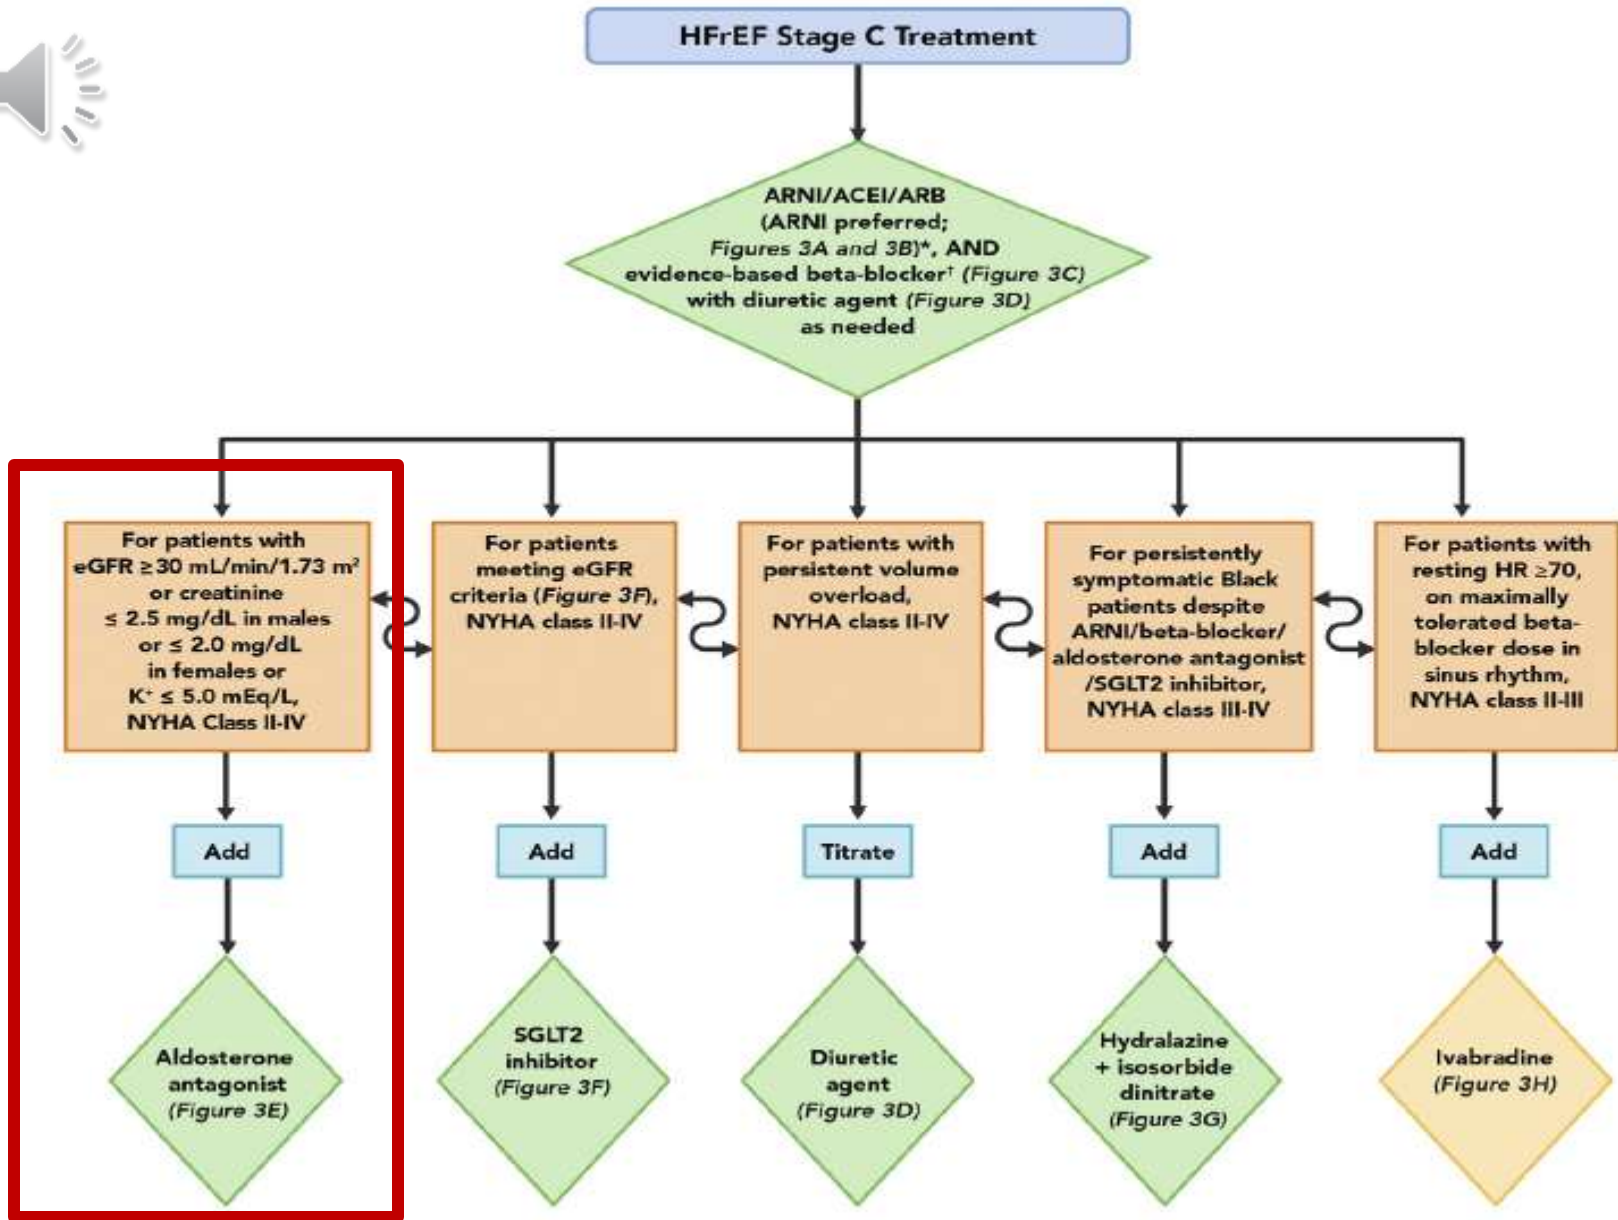 HFrEF Stage C Treatment
ARNI/ACEI/ARB
(ARNI preferred;
Figures 3A and 3B)*, AND
evidence-based beta-blocker† (Figure 3C)
with diuretic agent (Figure 3D)
as needed
For patients with
eGFR ≥30 mL/min/1.73 m²
or creatinine
≤ 2.5 mg/dL in males
or ≤ 2.0 mg/dL
in females or
K⁺ ≤ 5.0 mEq/L,
NYHA Class II-IV
Add
Aldosterone
antagonist
(Figure 3E)
For patients
meeting eGFR
criteria (Figure 3F),
NYHA class II-IV
Add
SGLT2
inhibitor
(Figure 3F)
For patients with
persistent volume
overload,
NYHA class II-IV
Titrate
Diuretic
agent
(Figure 3D)
For persistently
symptomatic Black
patients despite
ARNI/beta-blocker/
aldosterone antagonist
/SGLT2 inhibitor,
NYHA class III-IV
Add
Hydralazine
+ isosorbide
dinitrate
(Figure 3G)
For patients with
resting HR ≥70,
on maximally
tolerated beta-
blocker dose in
sinus rhythm,
NYHA class II-III
Add
Ivabradine
(Figure 3H)